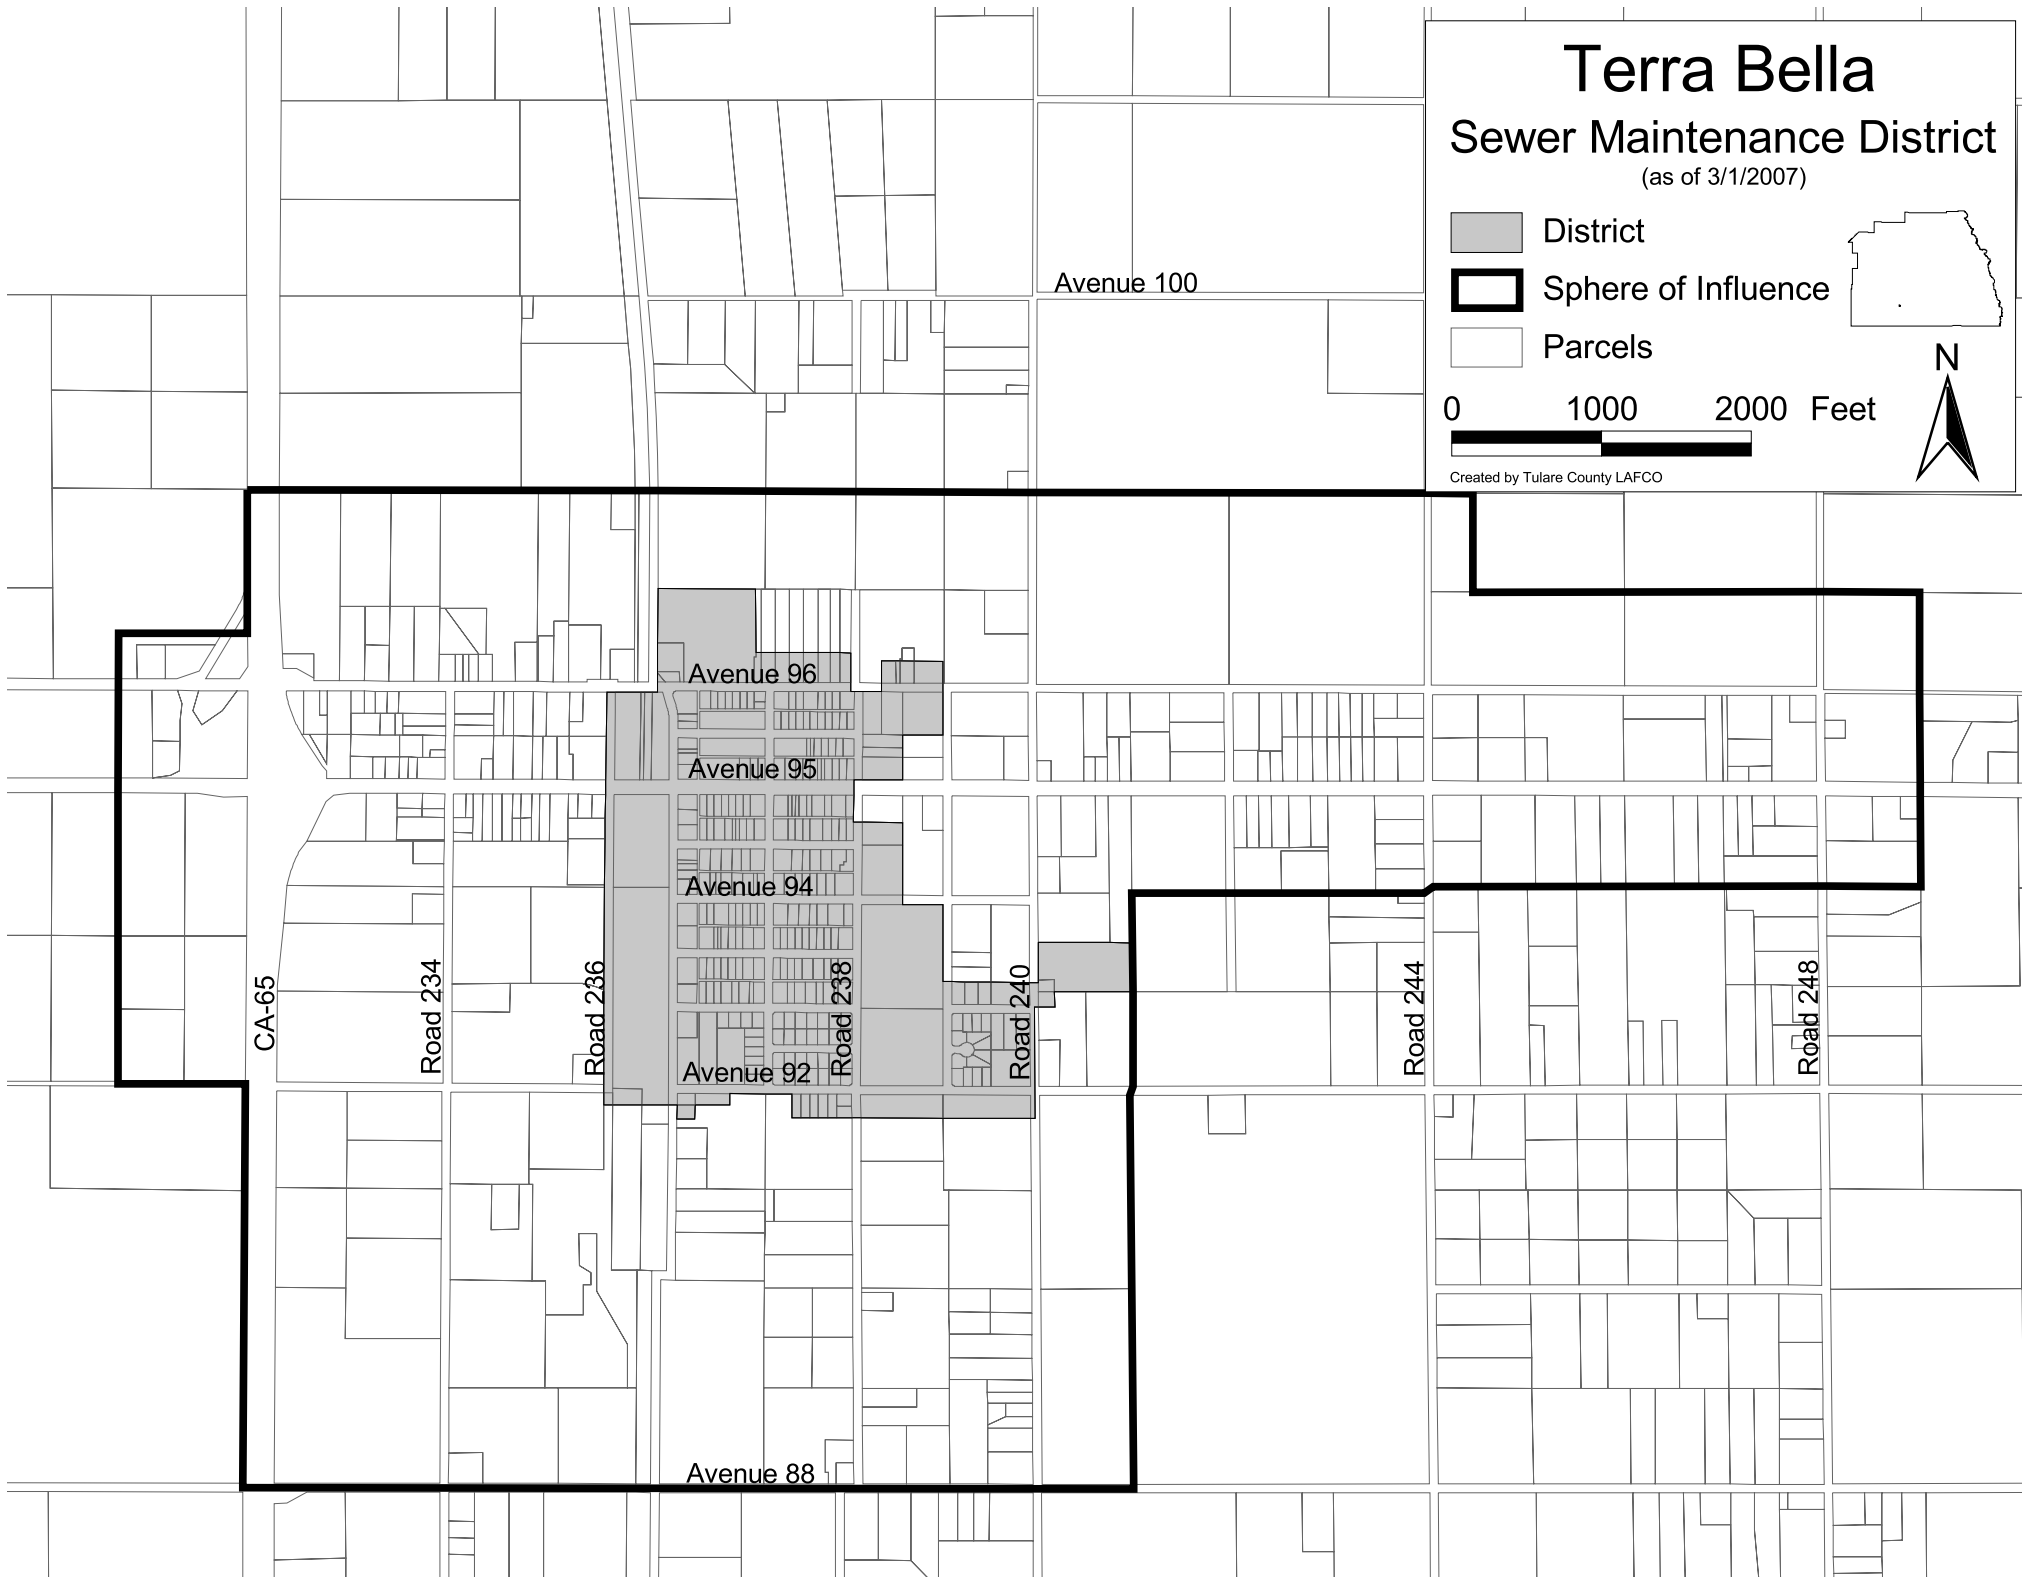 Terra Bella
Sewer Maintenance District
(as of 3/1/2007)
District
Sphere of Influence
Parcels
N
0 1000 2000 Feet
Created by Tulare County LAFCO
Avenue 100
Avenue 96
Avenue 95
Avenue 94
CA-65
Road 234
Road 236
Road 238
Road 240
Road 244
Road 248
Avenue 92
Avenue 88